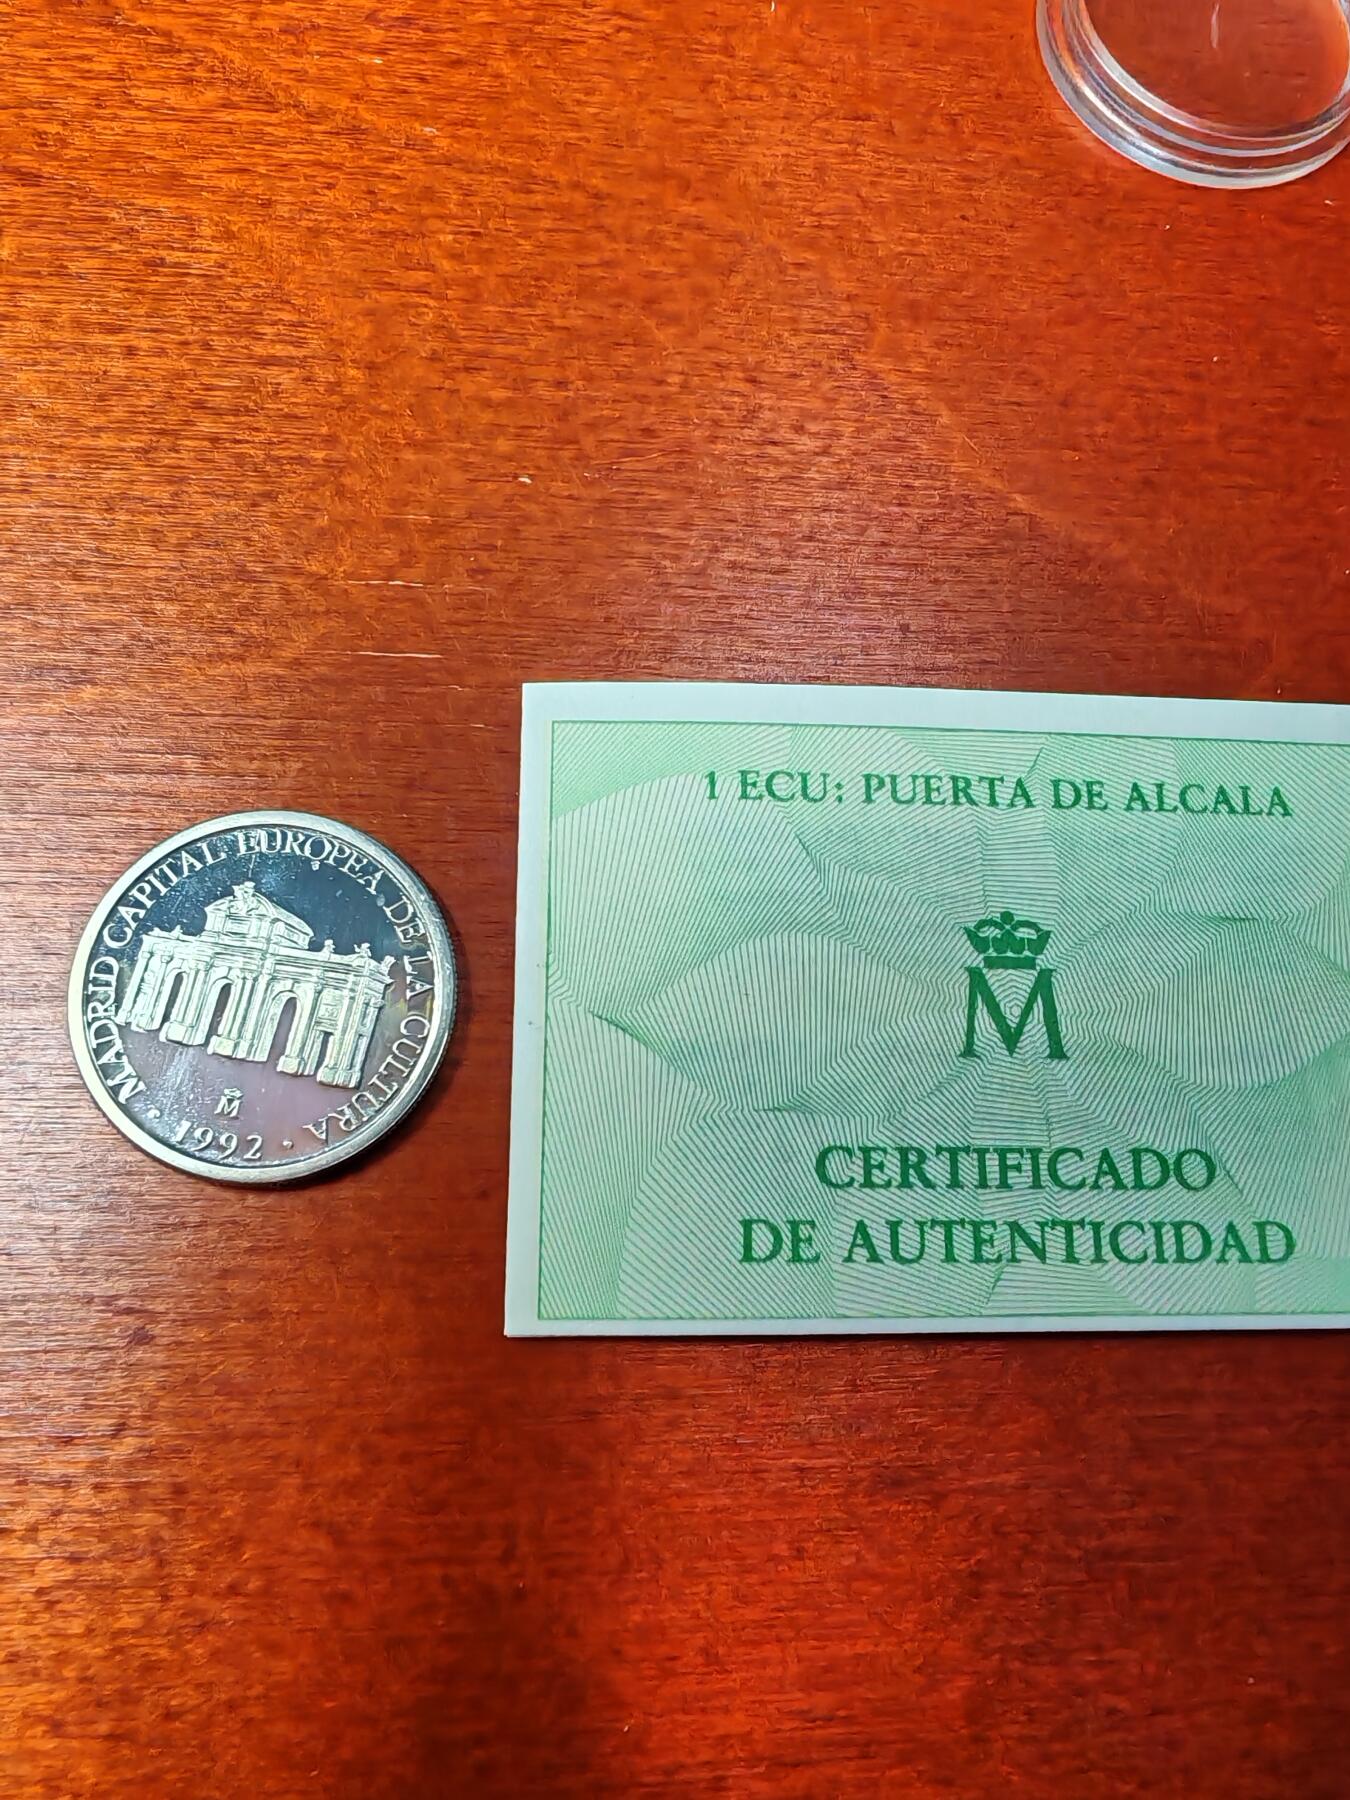 MADRID CAPITAL EUROPEA DE LA CULTURA
M
· 1992 ·
1 ECU: PUERTA DE ALCALA
M
CERTIFICADO
DE AUTENTICIDAD